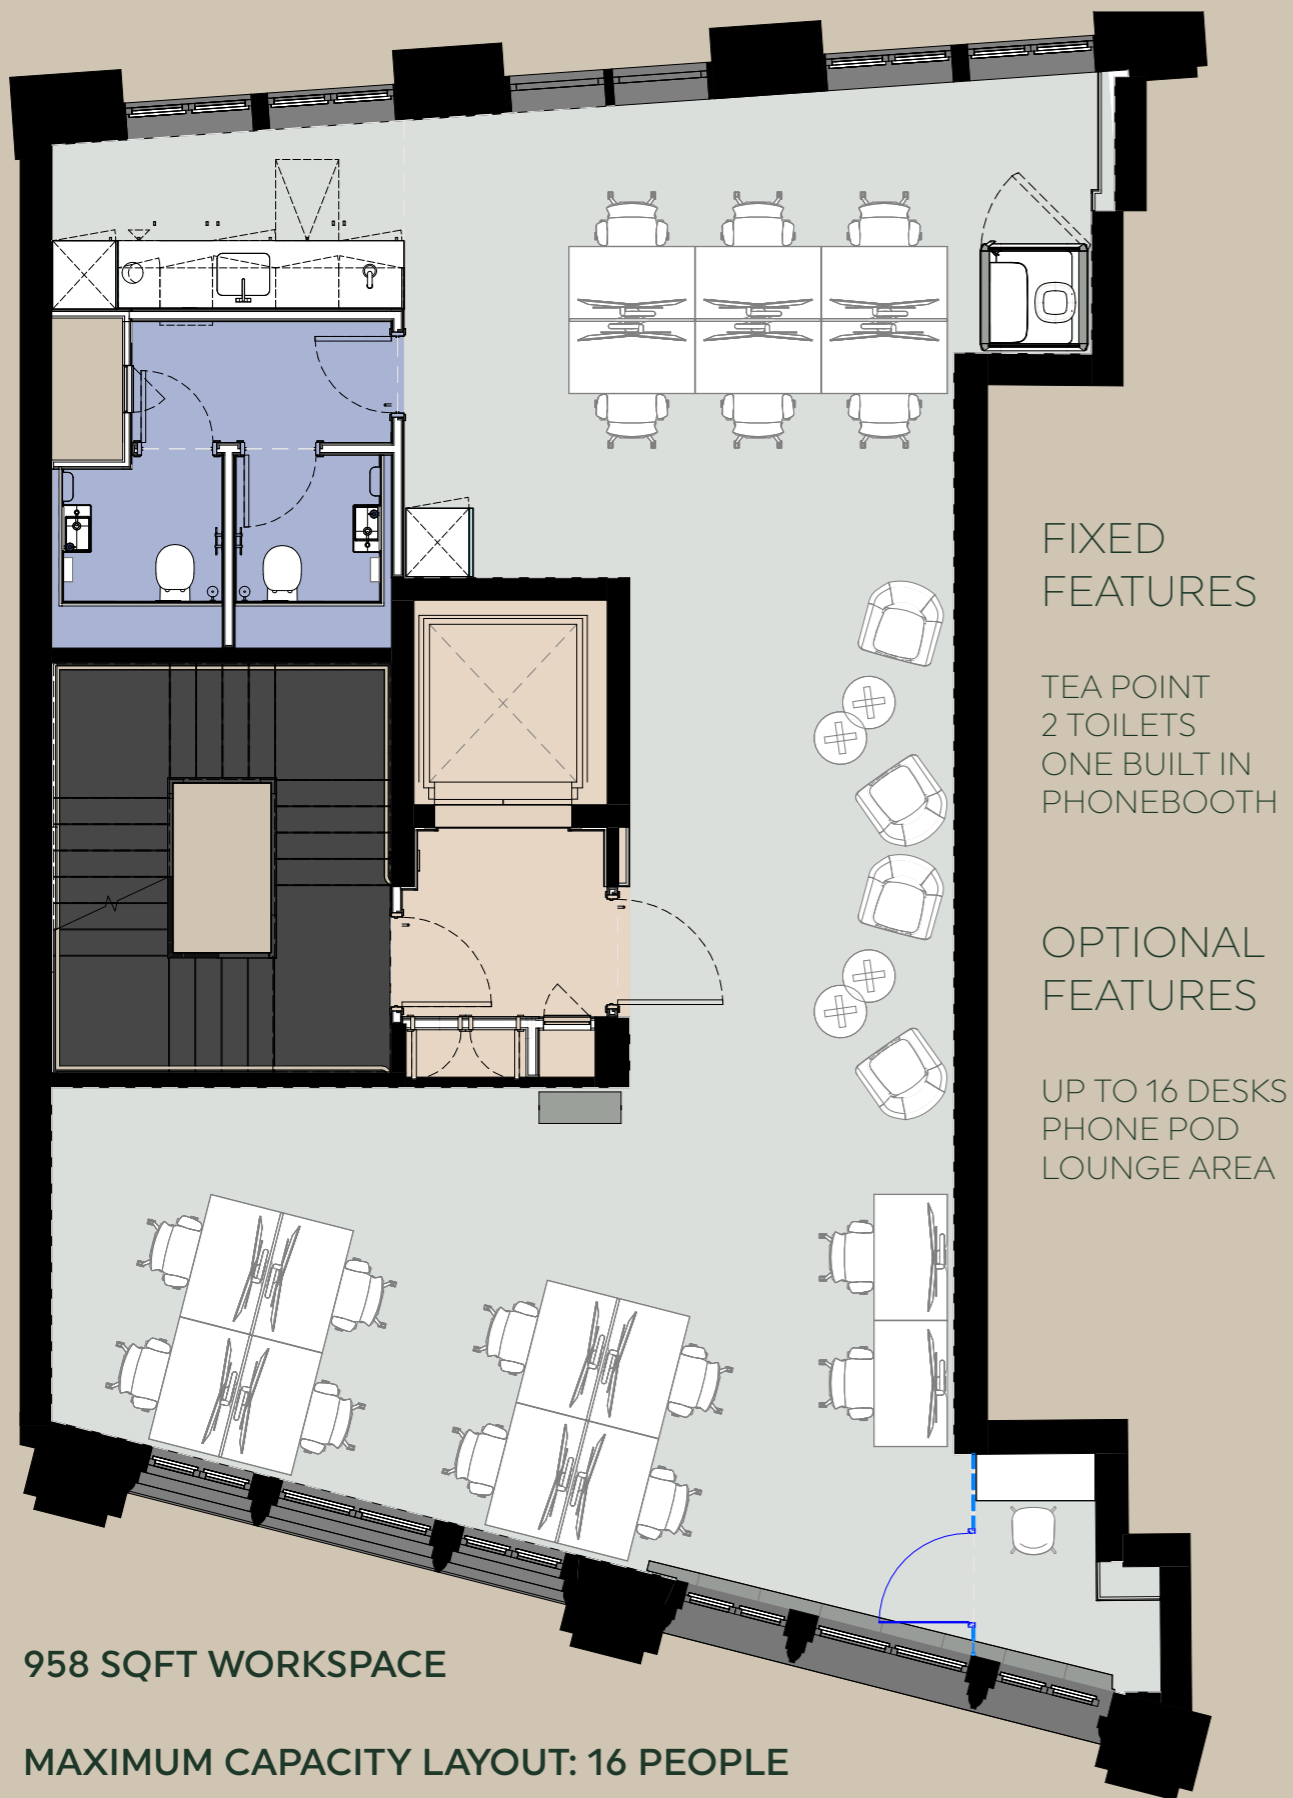 FIXED
FEATURES
TEA POINT
2 TOILETS
ONE BUILT IN
PHONEBOOTH
OPTIONAL
FEATURES
UP TO 16 DESKS
PHONE POD
LOUNGE AREA
958 SQFT WORKSPACE
MAXIMUM CAPACITY LAYOUT: 16 PEOPLE